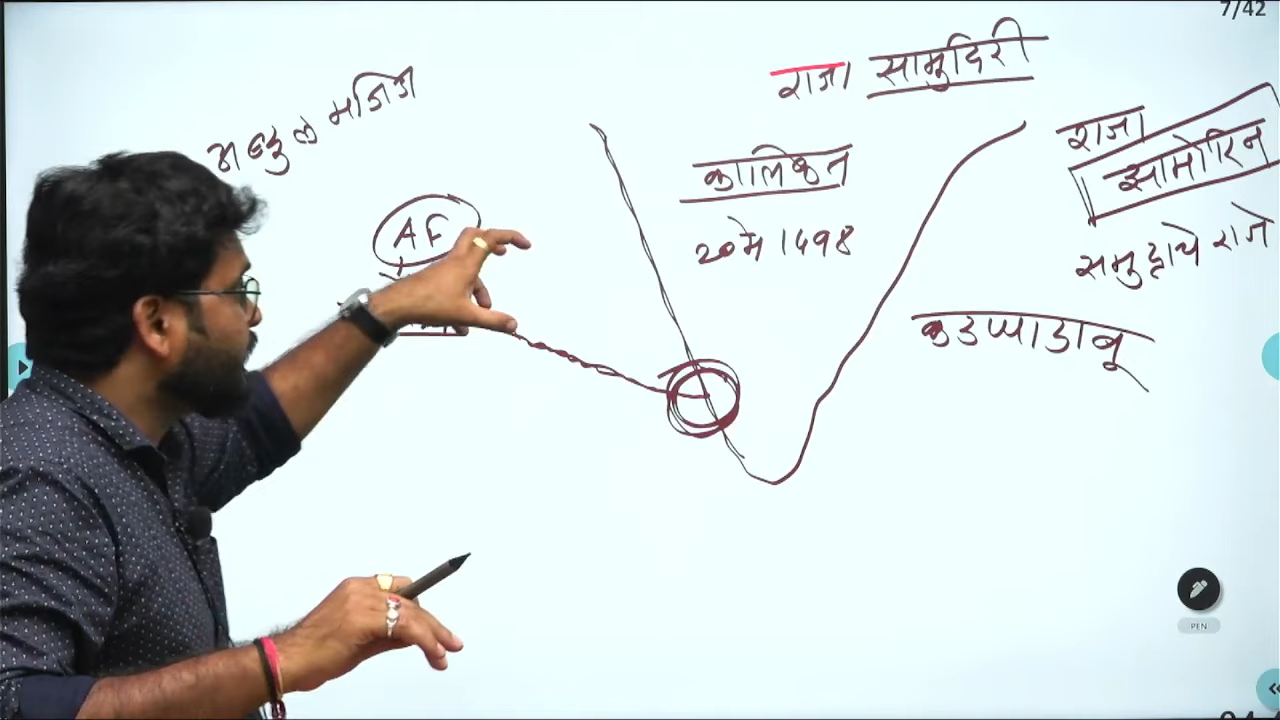 7/42
राजा सामुदिरी
अब्दुल मजिज
राजा
झामोरिन
कालिकत
AF
20 मे 1498
समुद्राचे राजे
कडप्पाडावू
PEN